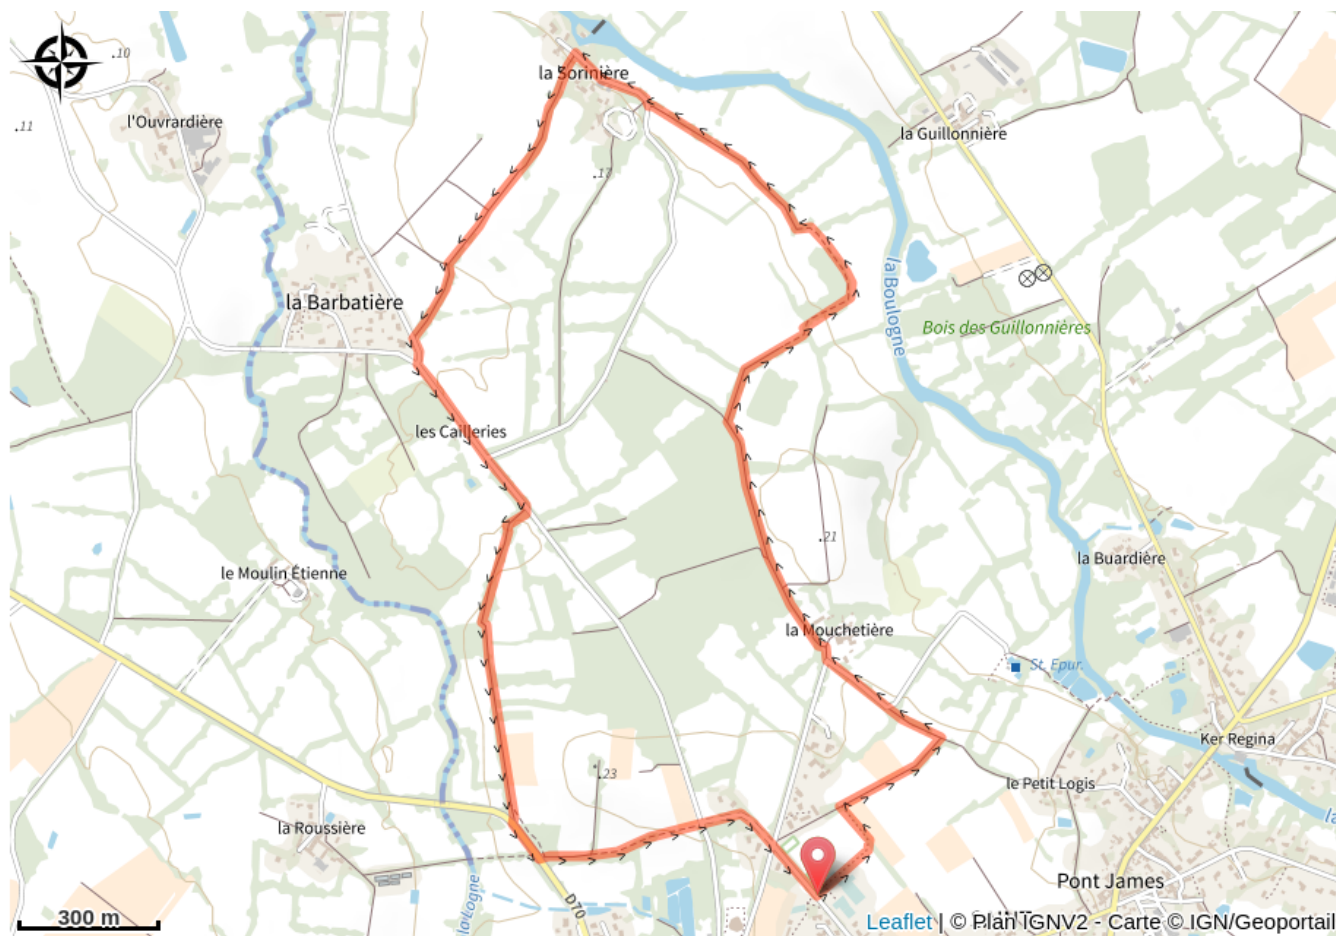 .10
la Sorinière
l'Ouvrardière
.11
la Guillonnière
.17
la Boulogne
la Barbatière
Bois des Guillonnières
les Cailleries
.21
la Buardière
le Moulin Étienne
la Mouchetière
St. Epur.
Ker Regina
.23
le Petit Logis
la Roussière
la
Pont James
D70
la Logne
300 m
Leaflet | © Plan IGNV2 - Carte © IGN/Geoportail